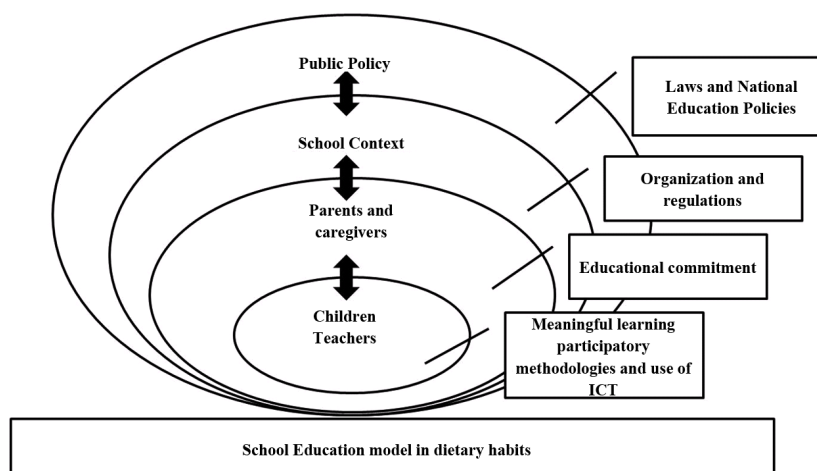 Public Policy
School Context
Parents and
caregivers
Children
Teachers
Laws and National
Education Policies
Organization and
regulations
Educational commitment
Meaningful learning
participatory
methodologies and use of
ICT
School Education model in dietary habits